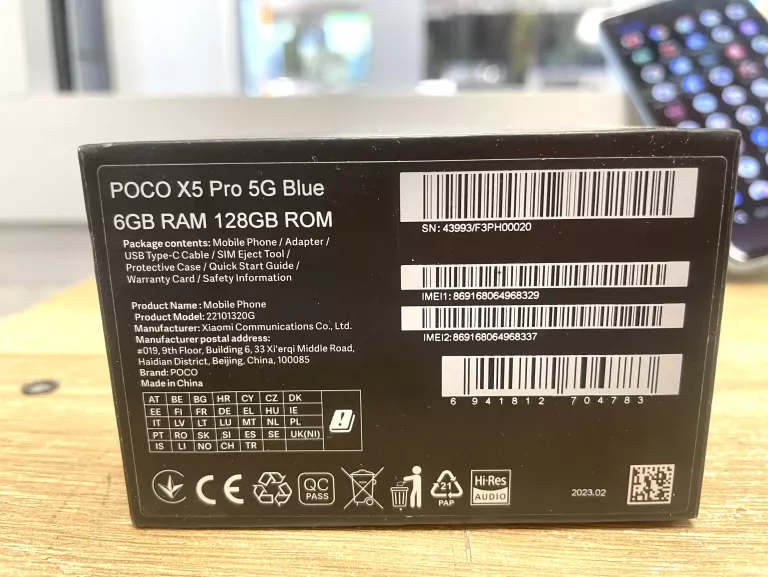 POCO X5 Pro 5G Blue
6GB RAM 128GB ROM
Package contents: Mobile Phone / Adapter /
USB Type-C Cable / SIM Eject Tool /
Protective Case / Quick Start Guide /
Warranty Card / Safety Information
Product Name : Mobile Phone
Product Model: 22101320G
Manufacturer: Xiaomi Communications Co., Ltd.
Manufacturer postal address:
#019, 9th Floor, Building 6, 33 Xi'erqi Middle Road,
Haidian District, Beijing, China, 100085
Brand: POCO
Made in China
AT BE BG HR CY CZ DK
EE FI FR DE EL HU IE
IT LV LT LU MT NL PL
PT RO SK SI ES SE UK(NI)
IS LI NO CH TR
SN: 43993/F3PH00020
IMEI1: 869168064968329
IMEI2: 869168064968337
6 941812 704783
CE
QC
PASS
21
PAP
Hi-Res
AUDIO
2023.02